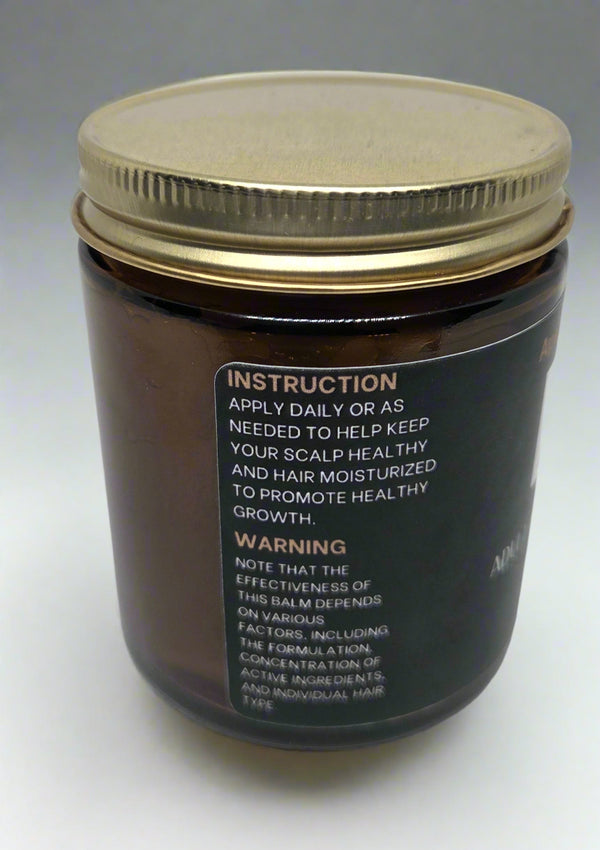 INSTRUCTION
APPLY DAILY OR AS
NEEDED TO HELP KEEP
YOUR SCALP HEALTHY
AND HAIR MOISTURIZED
TO PROMOTE HEALTHY
GROWTH.
WARNING
NOTE THAT THE
EFFECTIVENESS OF
THIS BALM DEPENDS
ON VARIOUS
FACTORS, INCLUDING
THE FORMULATION,
CONCENTRATION OF
ACTIVE INGREDIENTS,
AND INDIVIDUAL HAIR
TYPE